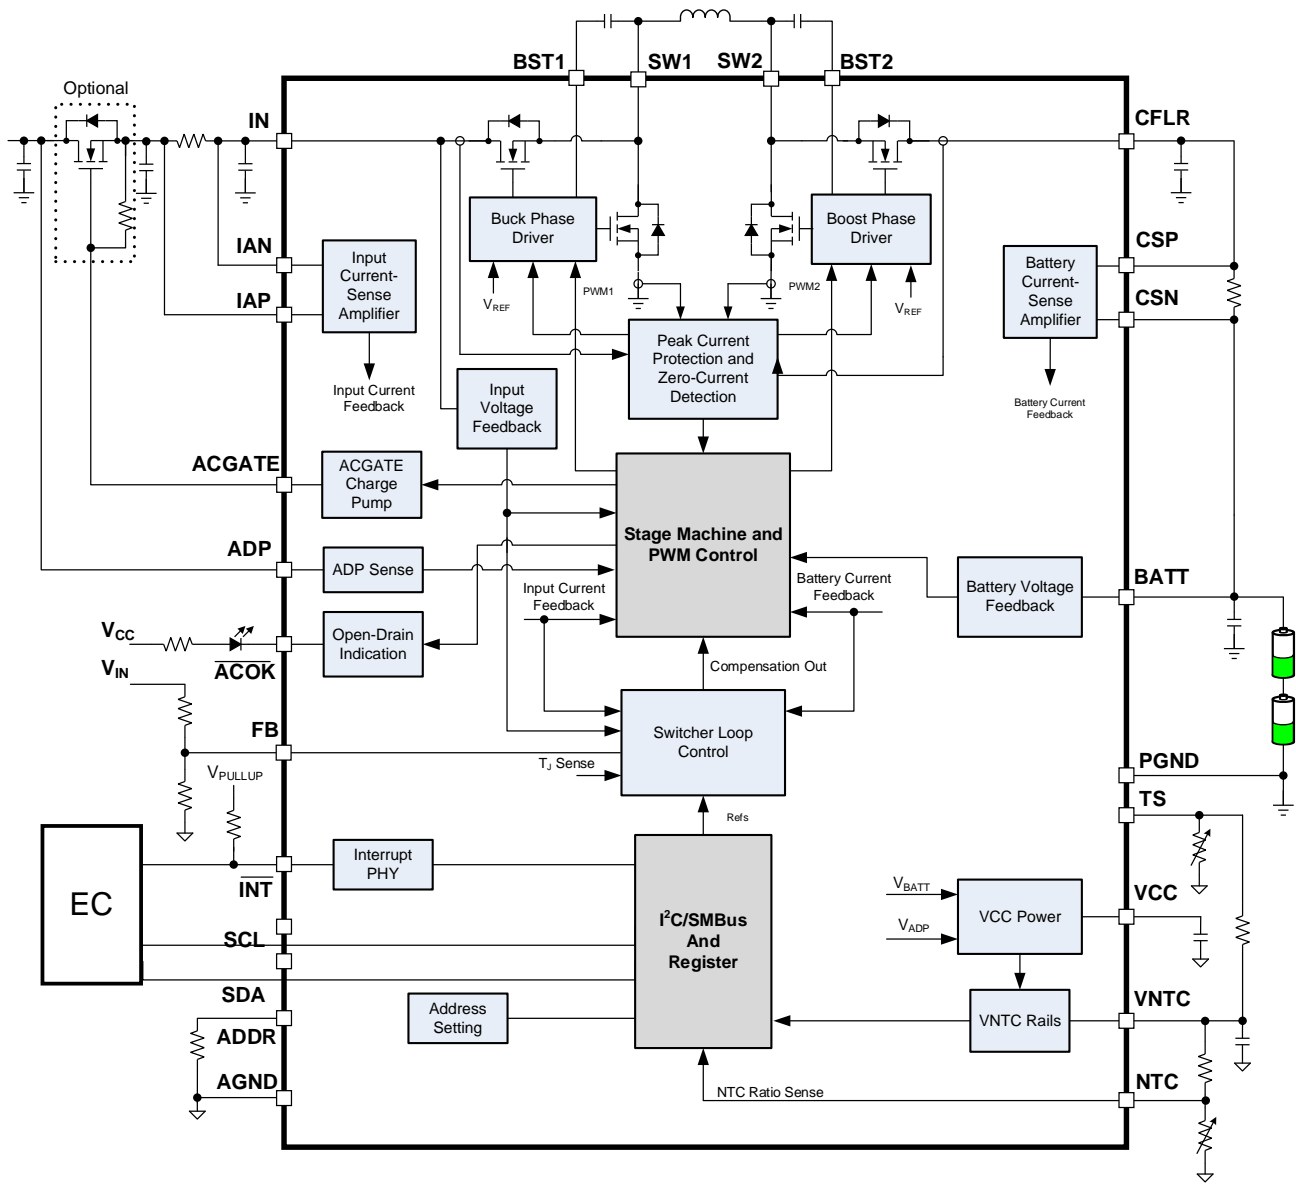 BST1
SW1
SW2
BST2
Optional
IN
CFLR
Buck Phase
Driver
Boost Phase
Driver
IAN
Input
Current-
Sense
Amplifier
CSP
Battery
Current-
Sense
Amplifier
IAP
VREF
PWM1
PWM2
VREF
CSN
Peak Current
Protection and
Zero-Current
Detection
Input Current
Feedback
Input
Voltage
Feedback
Battery Current
Feedback
ACGATE
ACGATE
Charge
Pump
Stage Machine and
PWM Control
ADP
ADP Sense
Input Current
Feedback
Battery Current
Feedback
Battery Voltage
Feedback
BATT
VCC
ACOK
Open-Drain
Indication
Compensation Out
VIN
FB
Switcher Loop
Control
TJ Sense
PGND
VPULLUP
TS
Refs
EC
INT
Interrupt
PHY
I2C/SMBus
And
Register
VBATT
VADP
VCC Power
VCC
SCL
SDA
Address
Setting
VNTC Rails
VNTC
ADDR
AGND
NTC Ratio Sense
NTC